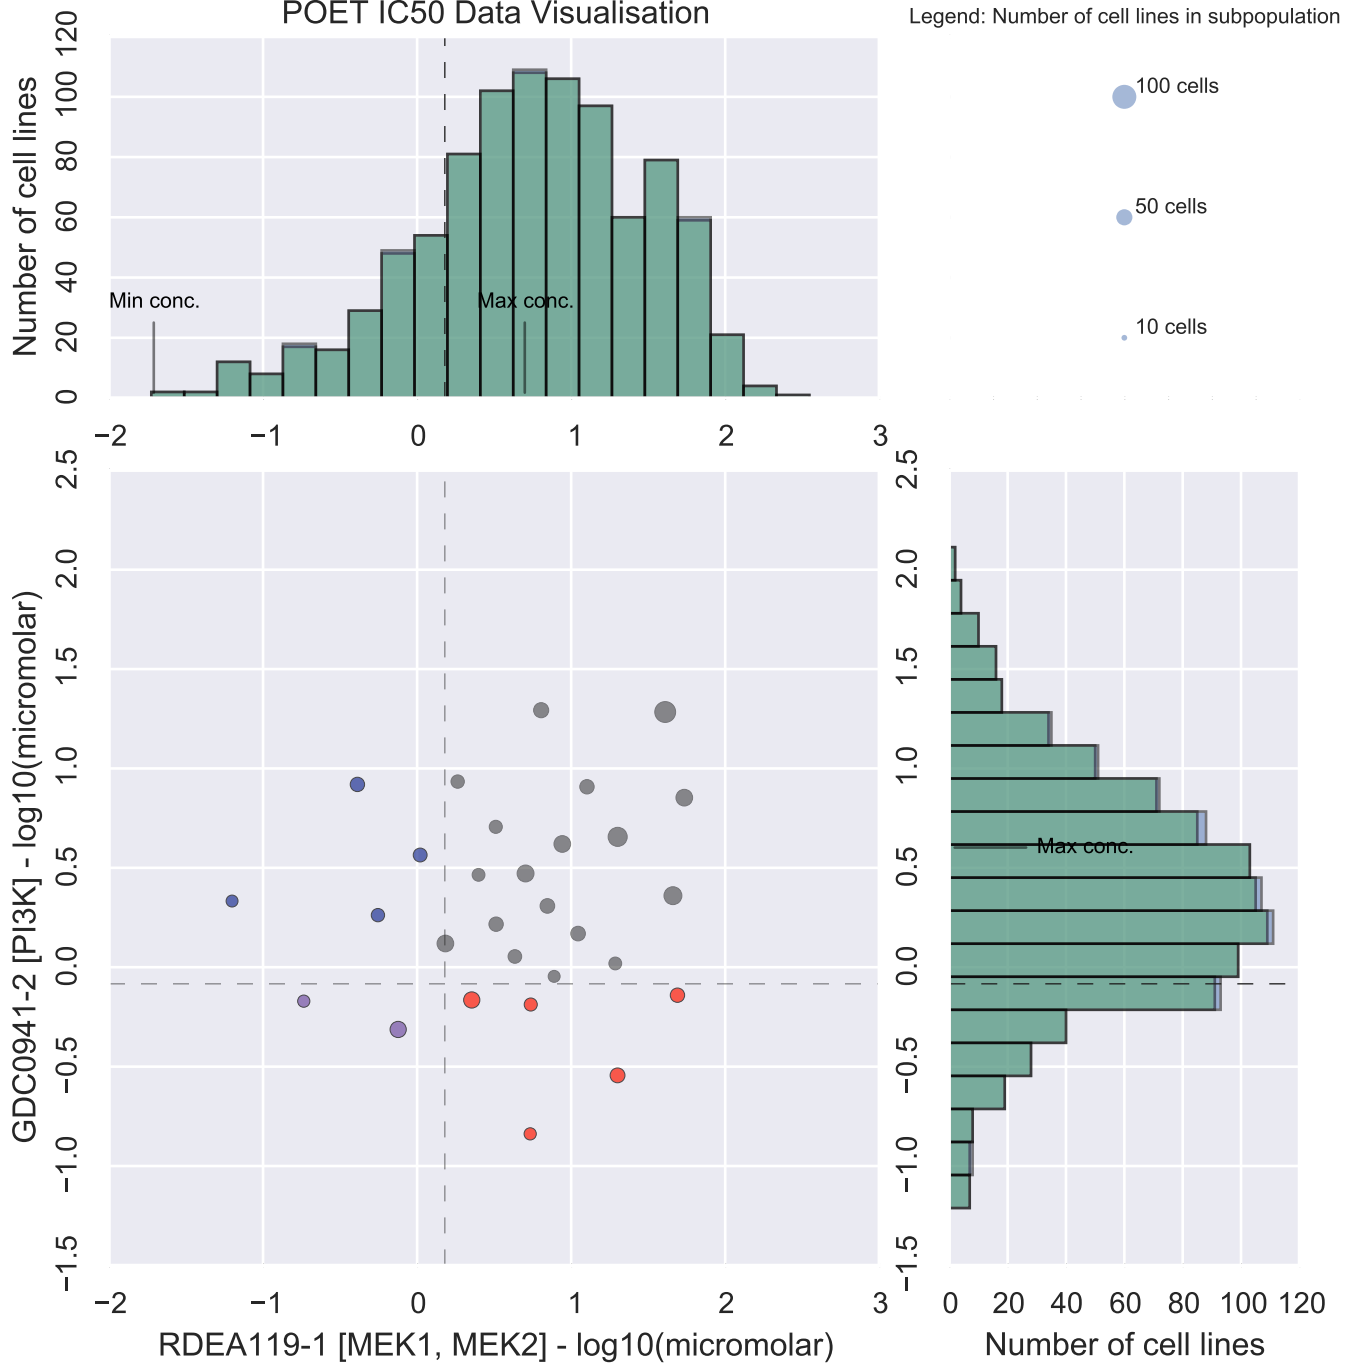 POET IC50 Data Visualisation
Legend: Number of cell lines in subpopulation
Number of cell lines
120
100
80
60
40
20
0
Min conc.
Max conc.
−2 −1 0 1 2 3
100 cells
50 cells
10 cells
GDC0941-2 [PI3K] - log10(micromolar)
2.5
2.0
1.5
1.0
0.5
0.0
−0.5
−1.0
−1.5
−2 −1 0 1 2 3
RDEA119-1 [MEK1, MEK2] - log10(micromolar)
2.5
2.0
1.5
1.0
0.5
0.0
−0.5
−1.0
−1.5
Max conc.
0 20 40 60 80 100 120
Number of cell lines